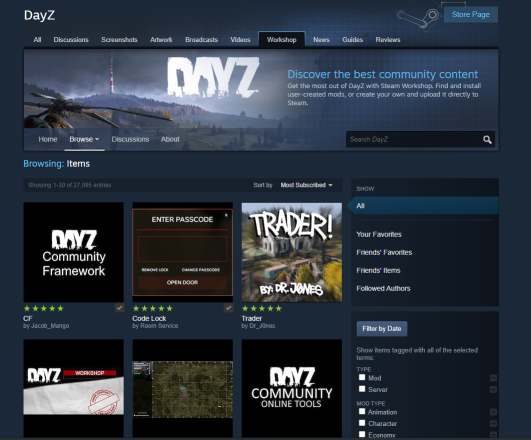 DayZ
Store Page
All Discussions Screenshots Artwork Broadcasts Videos Workshop News Guides Reviews
DAYZ
Discover the best community content
Get the most out of DayZ with Steam Workshop. Find and install
user-created mods, or create your own and upload it directly to
Steam.
Home Browse Discussions About
Search DayZ
Browsing: Items
Showing 1-30 of 27,095 entries
Sort by Most Subscribed
DAYZ
Community
Framework
CF
by Jacob_Mango
ENTER PASSCODE
x
REMOVE LOCK CHANGE PASSCODE
OPEN DOOR
Code Lock
by Room Service
TRADER!
BY: DR. JONES
Trader
by Dr_J0nes
DAYZ
WORKSHOP
DAYZ
COMMUNITY
ONLINE TOOLS
SHOW:
All
Your Favorites
Friends' Favorites
Friends' Items
Followed Authors
Filter by Date
Show items tagged with all of the selected
terms:
TYPE
Mod
Server
MOD TYPE
Animation
Character
Economy